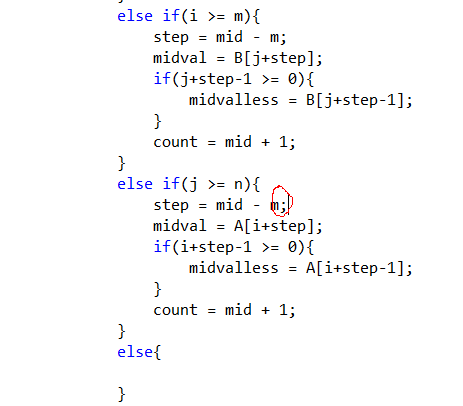 }
else if(i >= m){
step = mid - m;
midval = B[j+step];
if(j+step-1 >= 0){
midvalless = B[j+step-1];
}
count = mid + 1;
}
else if(j >= n){
step = mid - m;
midval = A[i+step];
if(i+step-1 >= 0){
midvalless = A[i+step-1];
}
count = mid + 1;
}
else{
}